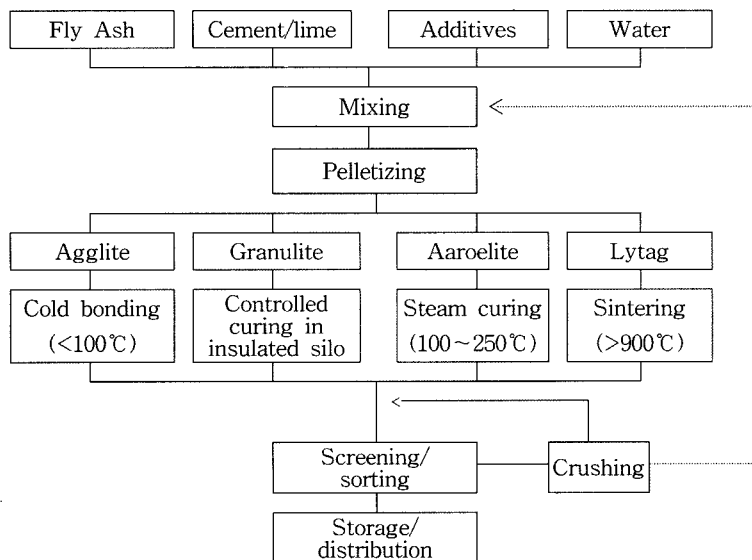 Fly Ash
Cement/lime
Additives
Water
Mixing
Pelletizing
Agglite
Granulite
Aaroelite
Lytag
Cold bonding
(<100℃)
Controlled
curing in
insulated silo
Steam curing
(100~250℃)
Sintering
(>900℃)
Screening/
sorting
Crushing
Storage/
distribution